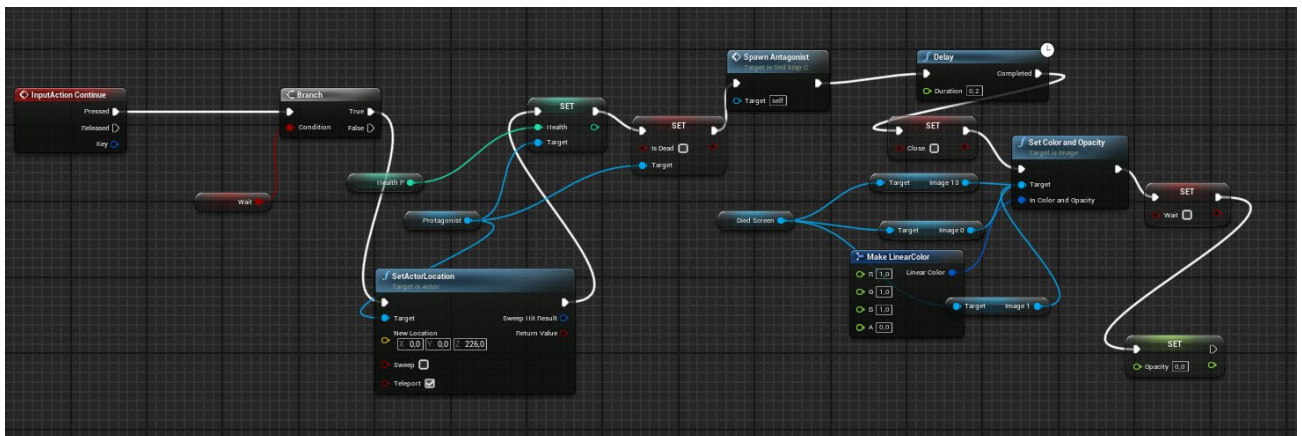 InputAction Continue
Pressed
Released
Key
Branch
True
Condition
False
Wait
Health P
Protagonist
SET
Health
Target
SET
Is Dead
Target
SetActorLocation
Target is Actor
Target
Sweep Hit Result
New Location
Return Value
X 0,0 Y 0,0 Z 226,0
Sweep
Teleport
Spawn Antagonist
Target is Ded Map C
Target self
Delay
Completed
Duration 0,2
SET
Close
Died Screen
Target Image 13
Target Image 0
Make LinearColor
R 1,0 Linear Color
G 1,0
B 1,0
A 0,0
Target Image 1
Set Color and Opacity
Target is Image
Target
In Color and Opacity
SET
Wait
SET
Opacity 0,0